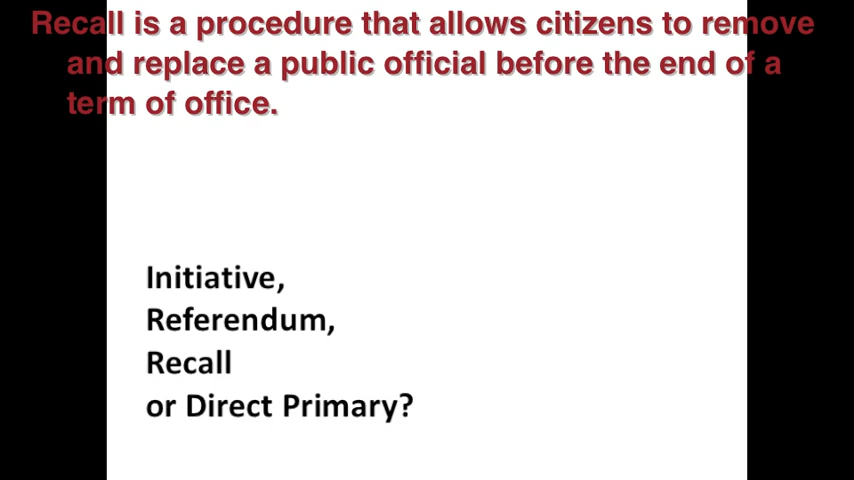 Recall is a procedure that allows citizens to remove
and replace a public official before the end of a
term of office.
Initiative,
Referendum,
Recall
or Direct Primary?